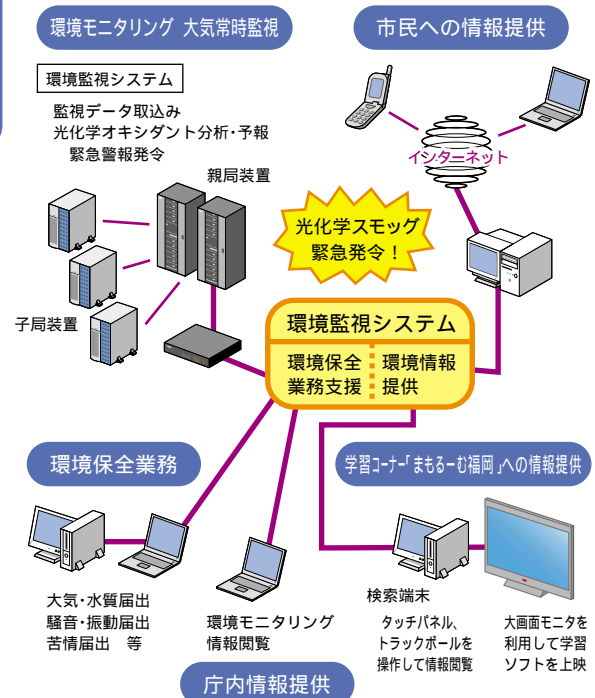 環境モニタリング 大気常時監視
市民への情報提供
環境監視システム
監視データ取込み
光化学オキシダント分析・予報
緊急警報発令
親局装置
子局装置
インターネット
光化学スモッグ
緊急発令！
環境監視システム
環境保全
業務支援
環境情報
提供
環境保全業務
学習コーナー「まもるーむ福岡」への情報提供
大気・水質届出
騒音・振動届出
苦情届出 等
環境モニタリング
情報閲覧
検索端末
タッチパネル、
トラックボールを
操作して情報閲覧
大画面モニタを
利用して学習
ソフトを上映
庁内情報提供